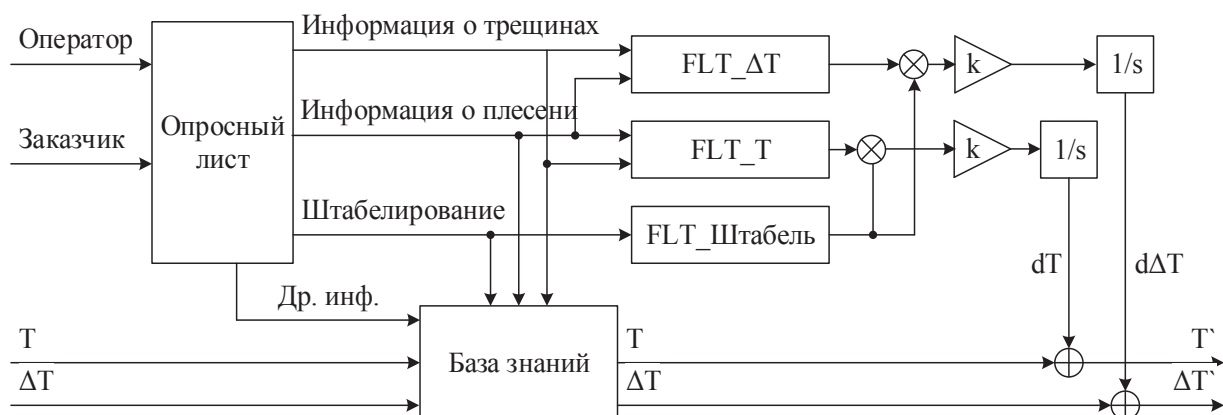 Оператор
Заказчик
Опросный
лист
Информация о трещинах
Информация о плесени
Штабелирование
Др. инф.
FLT_ΔT
FLT_T
FLT_Штабель
k
1/s
k
1/s
dT
dΔT
T
ΔT
База знаний
T
ΔT
T`
ΔT`